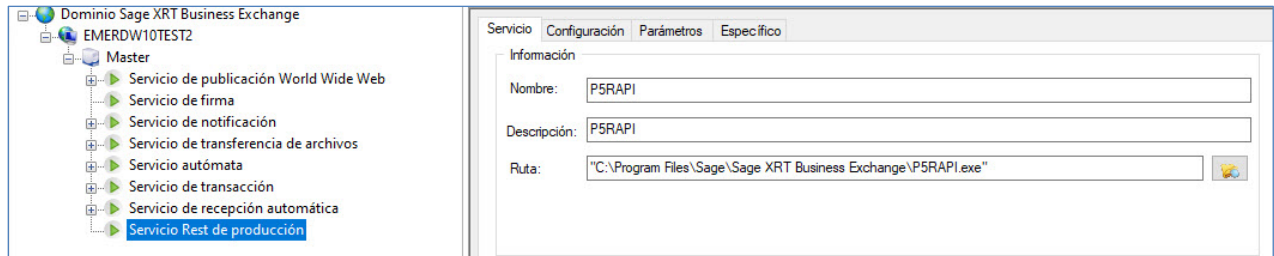 Dominio Sage XRT Business Exchange
EMERDW10TEST2
Master
Servicio de publicación World Wide Web
Servicio de firma
Servicio de notificación
Servicio de transferencia de archivos
Servicio autómata
Servicio de transacción
Servicio de recepción automática
Servicio Rest de producción
Servicio Configuración Parámetros Específico
Información
Nombre: P5RAPI
Descripción: P5RAPI
Ruta: "C:\Program Files\Sage\Sage XRT Business Exchange\P5RAPI.exe"